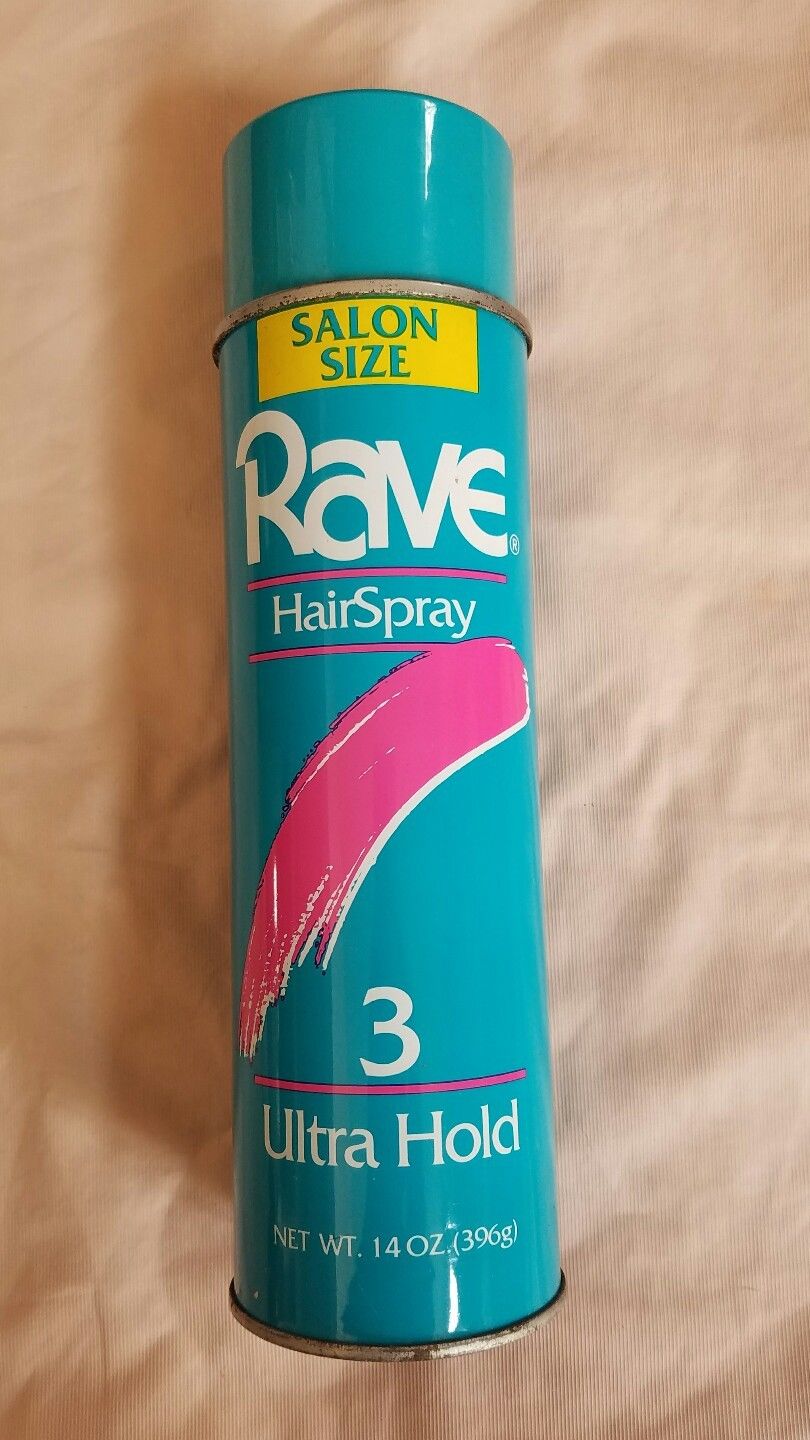 SALON
SIZE
Rave®
HairSpray
3
Ultra Hold
NET WT. 14 OZ. (396g)